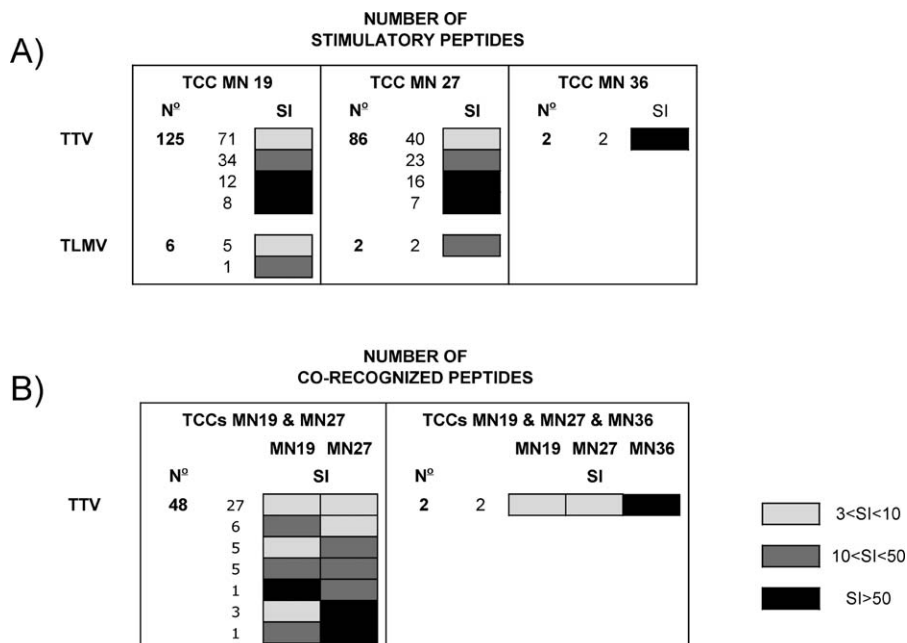 NUMBER OF
STIMULATORY PEPTIDES
A)
TCC MN 19 TCC MN 27 TCC MN 36
Nº SI Nº SI Nº SI
TTV 125 71 86 40 2 2
34 23
12 16
8 7
TLMV 6 5 2 2
1
NUMBER OF
CO-RECOGNIZED PEPTIDES
B)
TCCs MN19 & MN27 TCCs MN19 & MN27 & MN36
MN19 MN27 MN19 MN27 MN36
Nº SI Nº SI
TTV 48 27 2 2
6
5
5
1
3
1
3<SI<10
10<SI<50
SI>50